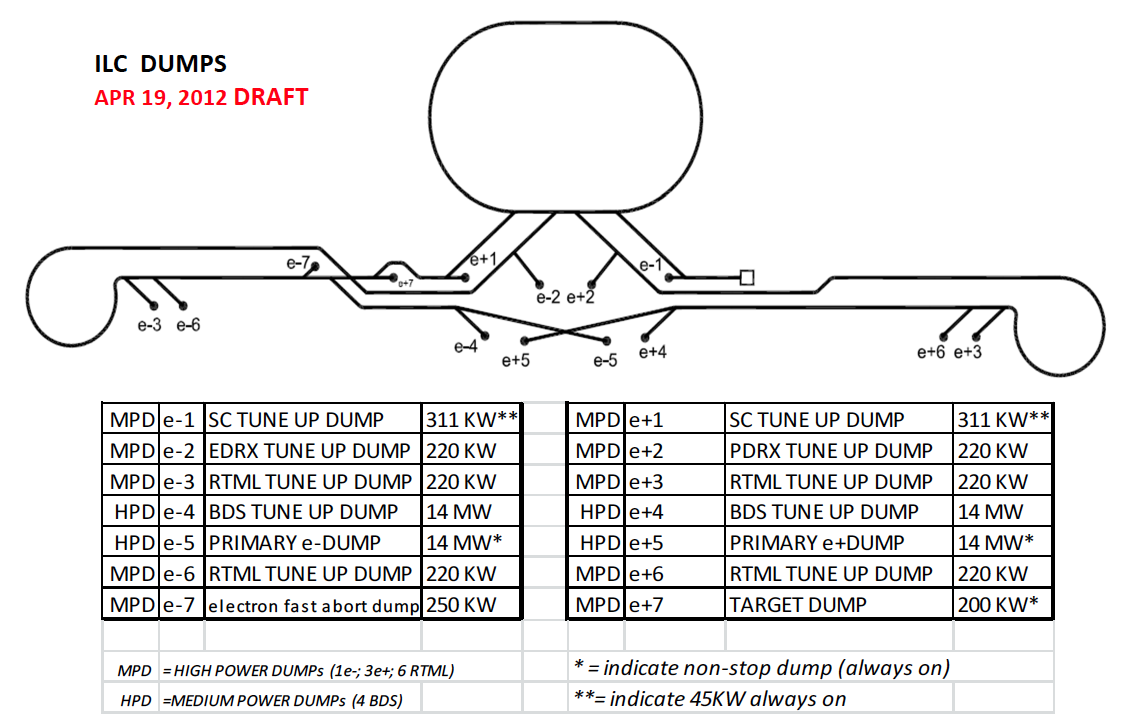 ILC DUMPS
APR 19, 2012 DRAFT
e-7
e+7
e+1
e-1
e-2 e+2
e-3 e-6
e-4
e+5
e-5
e+4
e+6 e+3
MPD e-1 SC TUNE UP DUMP 311 KW** MPD e+1 SC TUNE UP DUMP 311 KW**
MPD e-2 EDRX TUNE UP DUMP 220 KW MPD e+2 PDRX TUNE UP DUMP 220 KW
MPD e-3 RTML TUNE UP DUMP 220 KW MPD e+3 RTML TUNE UP DUMP 220 KW
HPD e-4 BDS TUNE UP DUMP 14 MW HPD e+4 BDS TUNE UP DUMP 14 MW
HPD e-5 PRIMARY e-DUMP 14 MW* HPD e+5 PRIMARY e+DUMP 14 MW*
MPD e-6 RTML TUNE UP DUMP 220 KW MPD e+6 RTML TUNE UP DUMP 220 KW
MPD e-7 electron fast abort dump 250 KW MPD e+7 TARGET DUMP 200 KW*
MPD = HIGH POWER DUMPs (1e-; 3e+; 6 RTML) * = indicate non-stop dump (always on)
HPD =MEDIUM POWER DUMPs (4 BDS) **= indicate 45KW always on